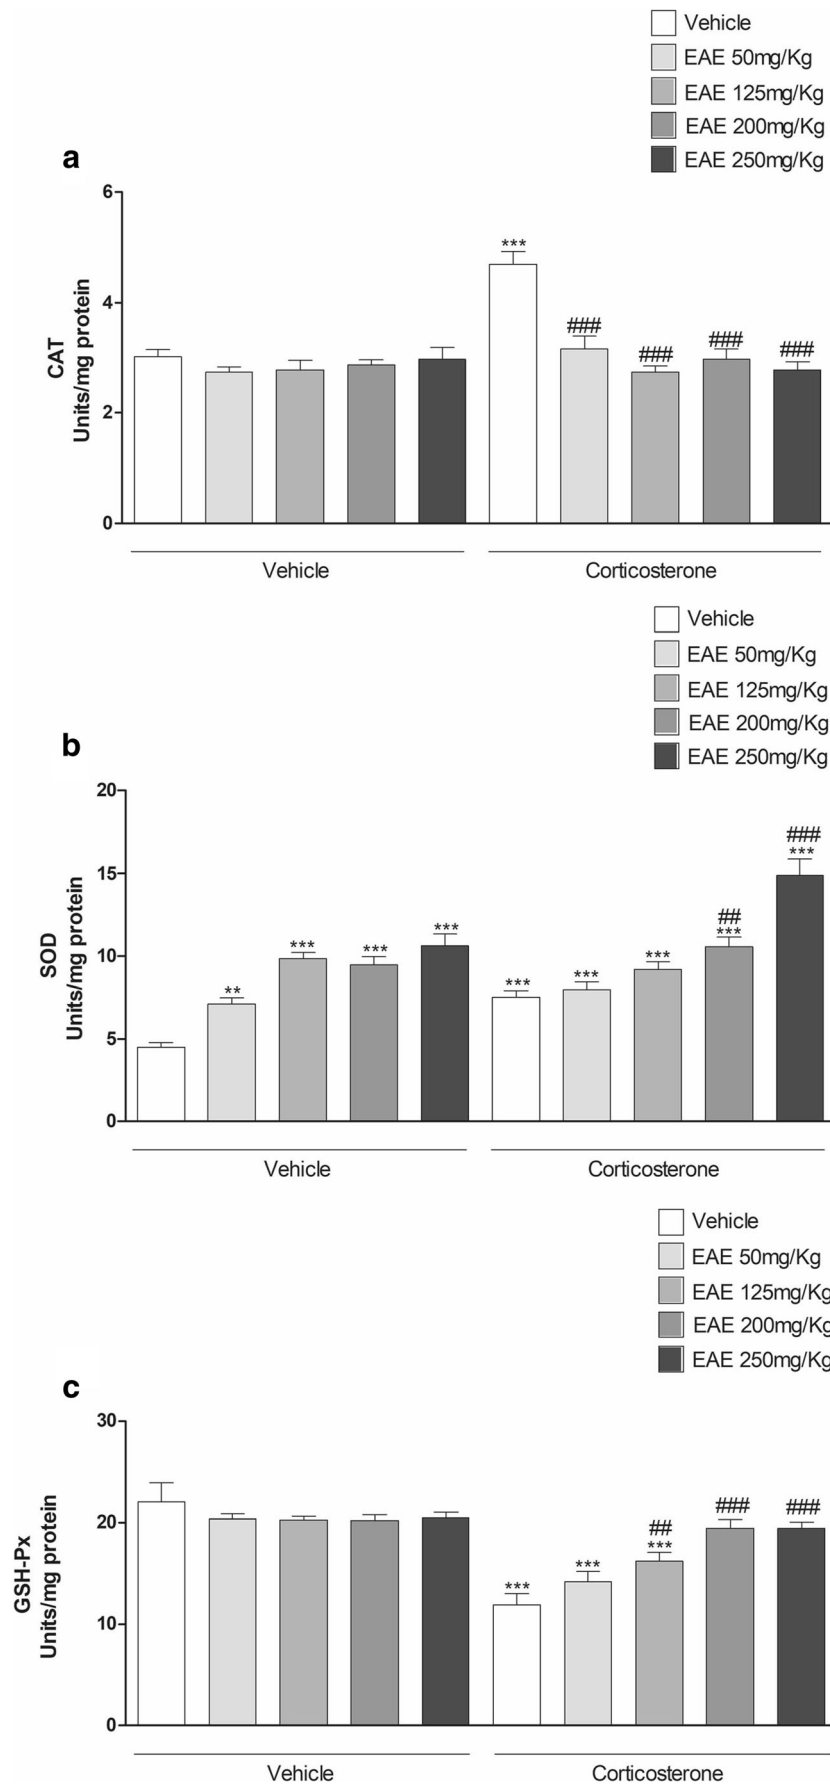 Vehicle
EAE 50mg/Kg
EAE 125mg/Kg
EAE 200mg/Kg
EAE 250mg/Kg
a
6
4
2
0
CAT
Units/mg protein
***
###
###
###
###
Vehicle
Corticosterone
Vehicle
EAE 50mg/Kg
EAE 125mg/Kg
EAE 200mg/Kg
EAE 250mg/Kg
b
20
15
10
5
0
SOD
Units/mg protein
**
***
***
***
***
***
***
##
***
###
***
Vehicle
Corticosterone
Vehicle
EAE 50mg/Kg
EAE 125mg/Kg
EAE 200mg/Kg
EAE 250mg/Kg
c
30
20
10
0
GSH-Px
Units/mg protein
***
***
##
***
###
###
Vehicle
Corticosterone